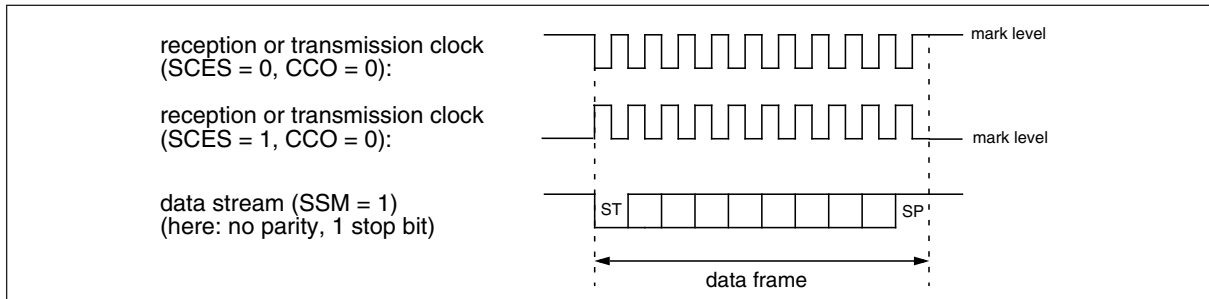 reception or transmission clock
(SCES = 0, CCO = 0):
mark level
reception or transmission clock
(SCES = 1, CCO = 0):
mark level
data stream (SSM = 1)
(here: no parity, 1 stop bit)
ST
SP
data frame